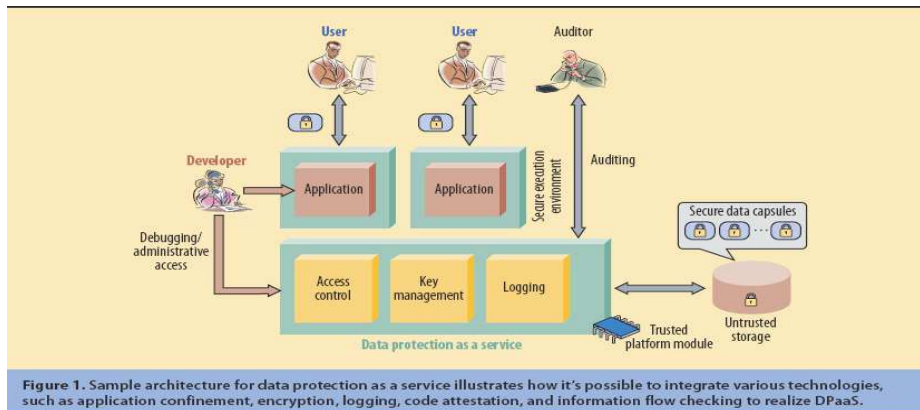 User
User
Auditor
Developer
Application
Application
Secure execution
environment
Auditing
Secure data capsules
Debugging/
administrative
access
Access
control
Key
management
Logging
Data protection as a service
Trusted
platform module
Untrusted
storage
Figure 1. Sample architecture for data protection as a service illustrates how it's possible to integrate various technologies,
such as application confinement, encryption, logging, code attestation, and information flow checking to realize DPaaS.